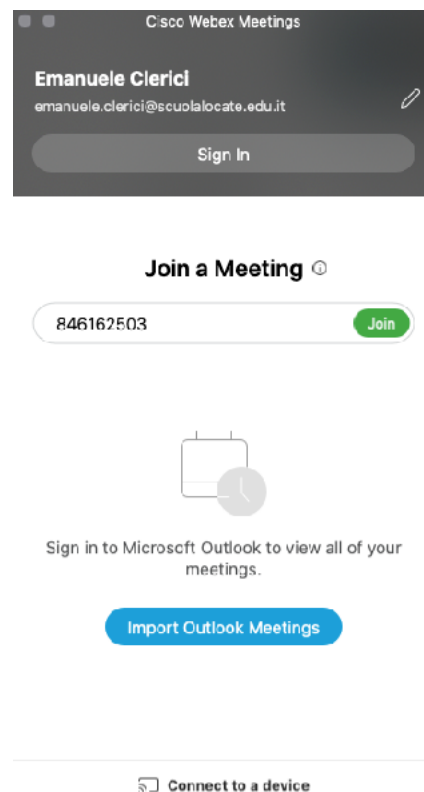 Cisco Webex Meetings
Emanuele Clerici
emanuele.clerici@scuolalocate.edu.it
Sign In
Join a Meeting
846162503
Join
Sign in to Microsoft Outlook to view all of your
meetings.
Import Outlook Meetings
Connect to a device